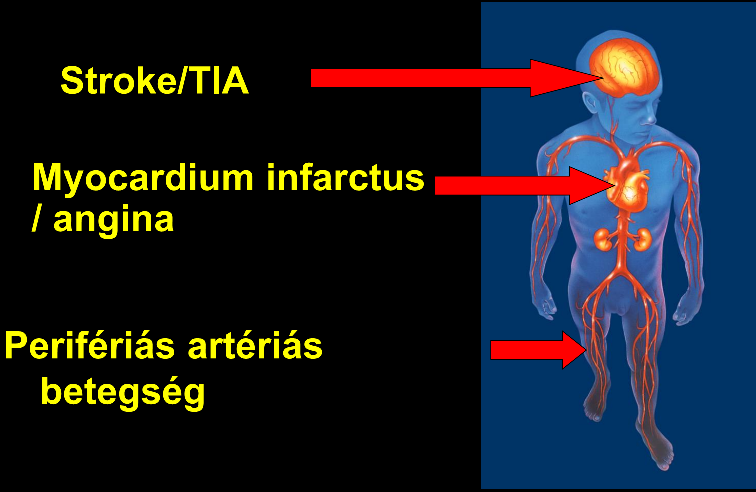 Stroke/TIA
Myocardium infarctus
/ angina
Perifériás artériás
betegség